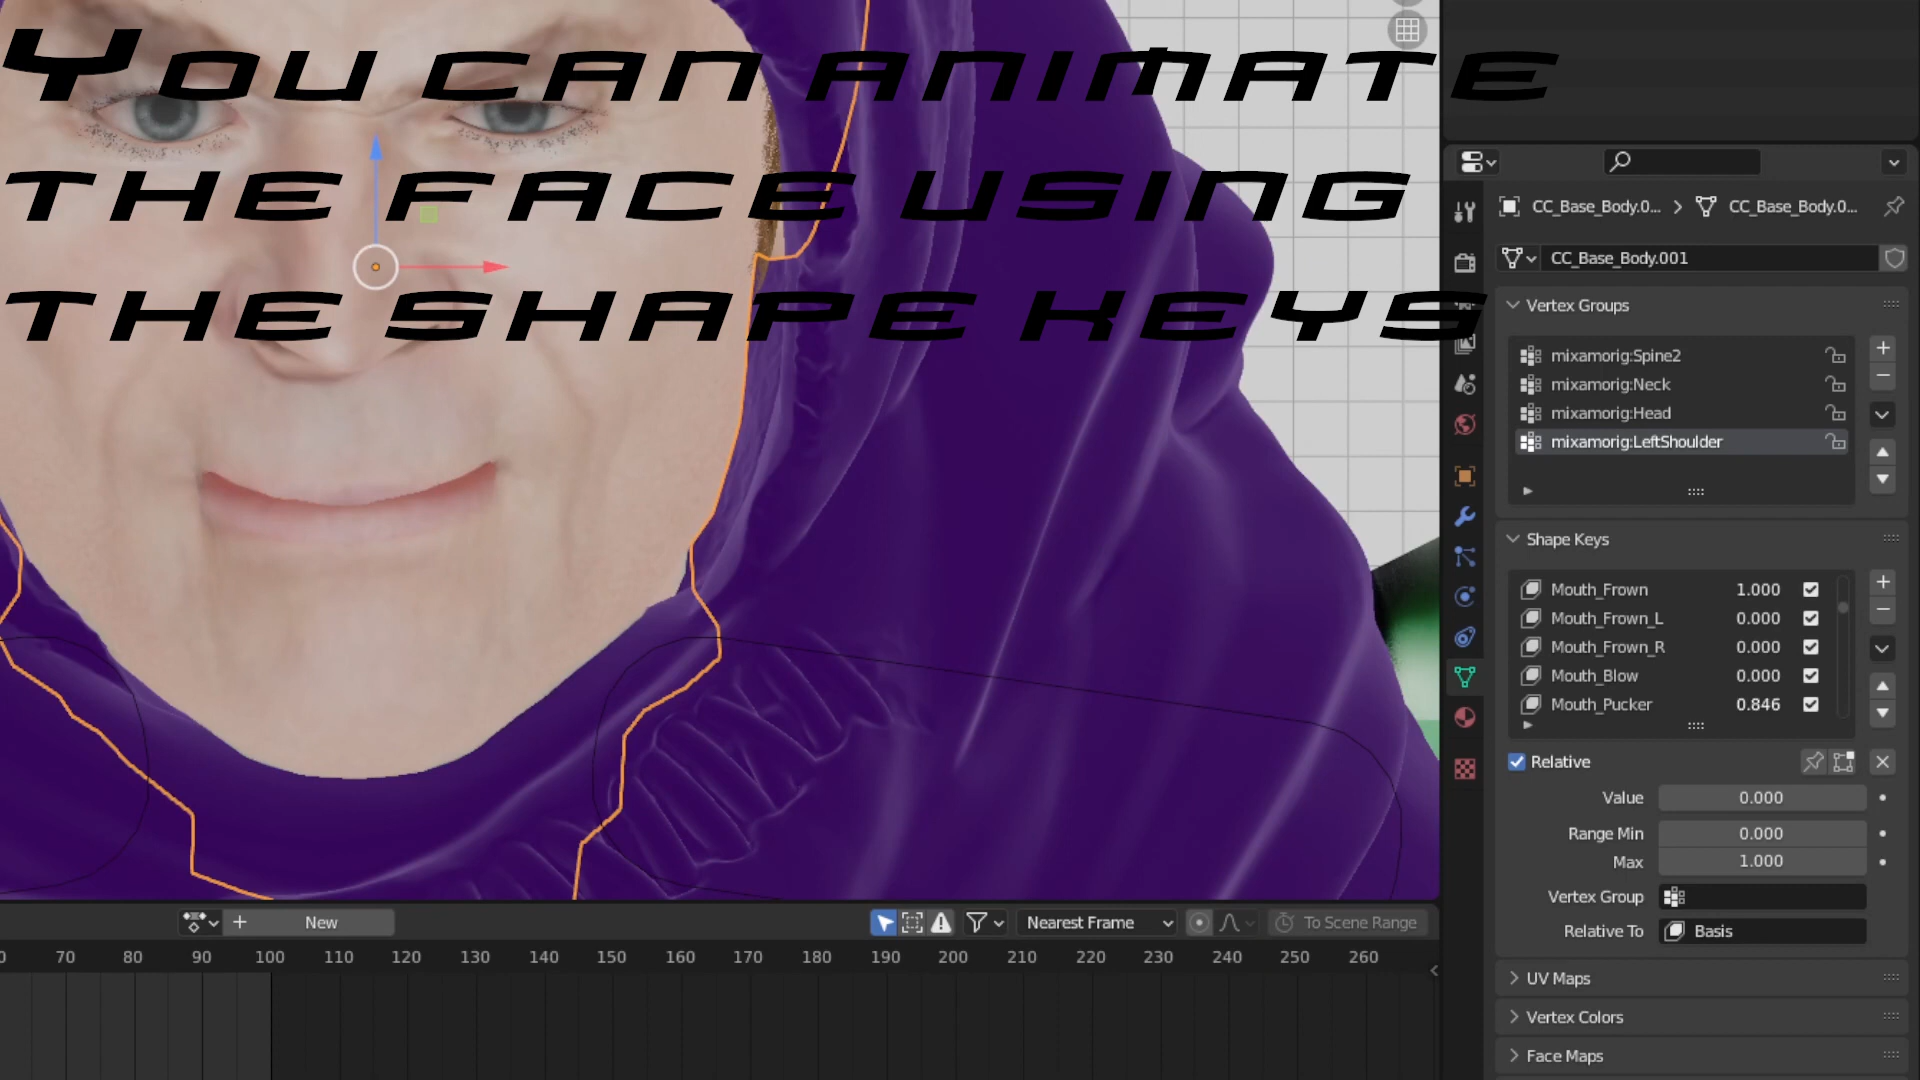 You can animate
the face using
the shape keys
CC_Base_Body.0... CC_Base_Body.0...
CC_Base_Body.001
Vertex Groups
mixamorig:Spine2
mixamorig:Neck
mixamorig:Head
mixamorig:LeftShoulder
Shape Keys
Mouth_Frown 1.000
Mouth_Frown_L 0.000
Mouth_Frown_R 0.000
Mouth_Blow 0.000
Mouth_Pucker 0.846
Relative
Value 0.000
Range Min 0.000
Max 1.000
Vertex Group
Relative To Basis
UV Maps
Vertex Colors
Face Maps
New Nearest Frame To Scene Range
0 70 80 90 100 110 120 130 140 150 160 170 180 190 200 210 220 230 240 250 260